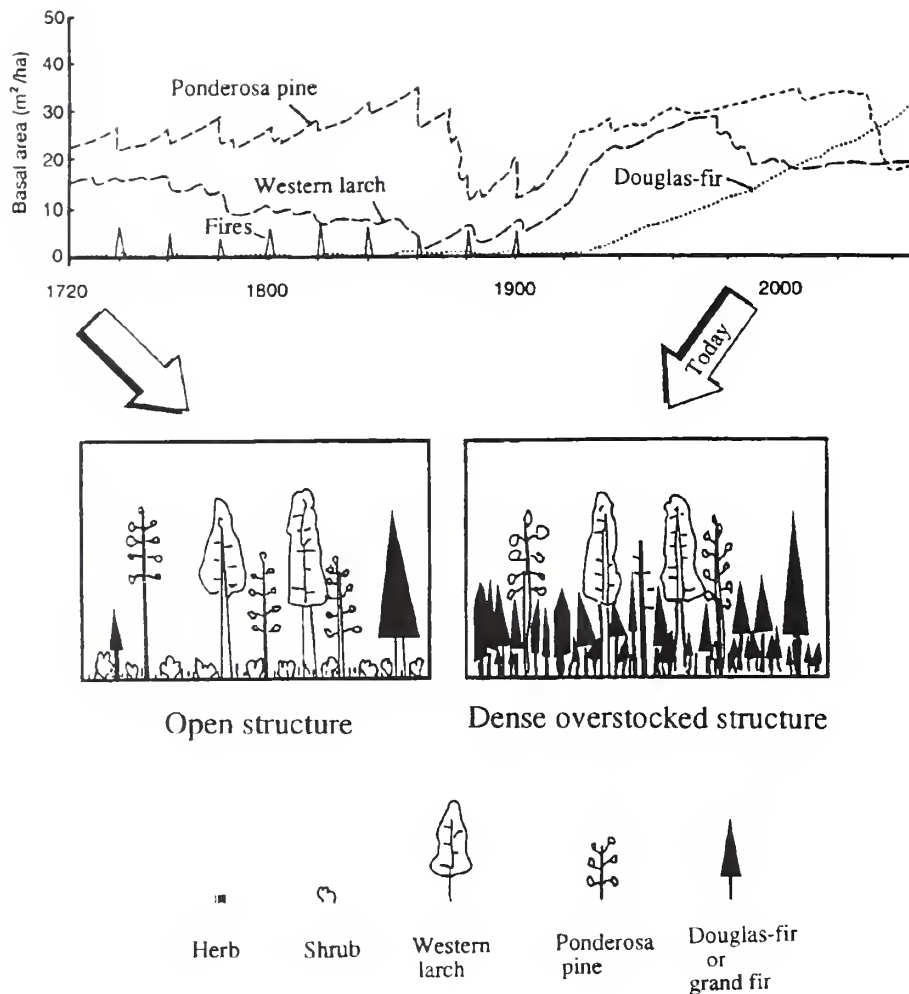 Basal area (m²/ha)
50
40
30
20
10
0
Ponderosa pine
Western larch
Fires
Douglas-fir
1720
1800
1900
2000
Today
Open structure
Dense overstocked structure
Herb
Shrub
Western
larch
Ponderosa
pine
Douglas-fir
or
grand fir